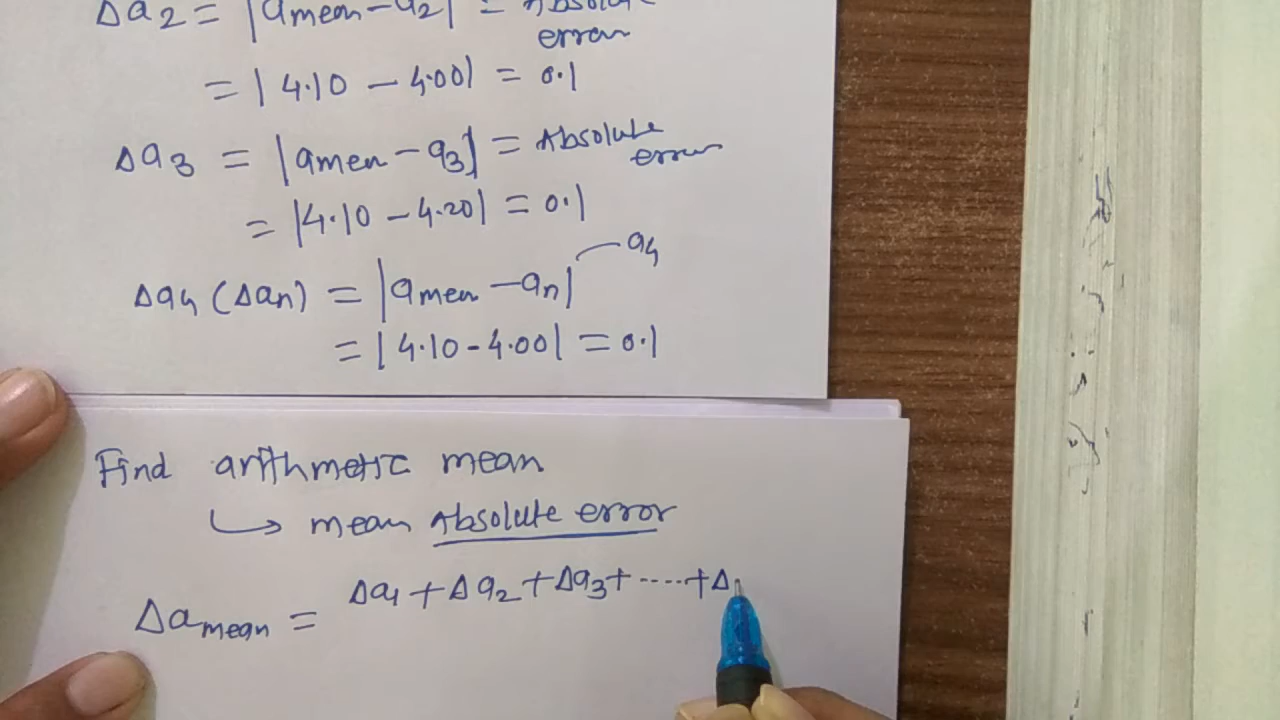 Δa₂ = |amean - a₂| = Absolute
error
= |4.10 - 4.00| = 0.1
Δa₃ = |amen - a₃| = Absolute
error
= |4.10 - 4.20| = 0.1
a₄
Δa₄ (Δan) = |amen - an|
= |4.10 - 4.00| = 0.1
Find arithmetic mean
↳ mean Absolute error
Δa₁ + Δa₂ + Δa₃ + ..... + Δ
Δamean =